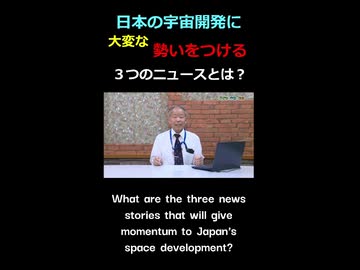 日本の宇宙開発に
大変な 勢いをつける
3つのニュースとは？
What are the three news
stories that will give
momentum to Japan's
space development?